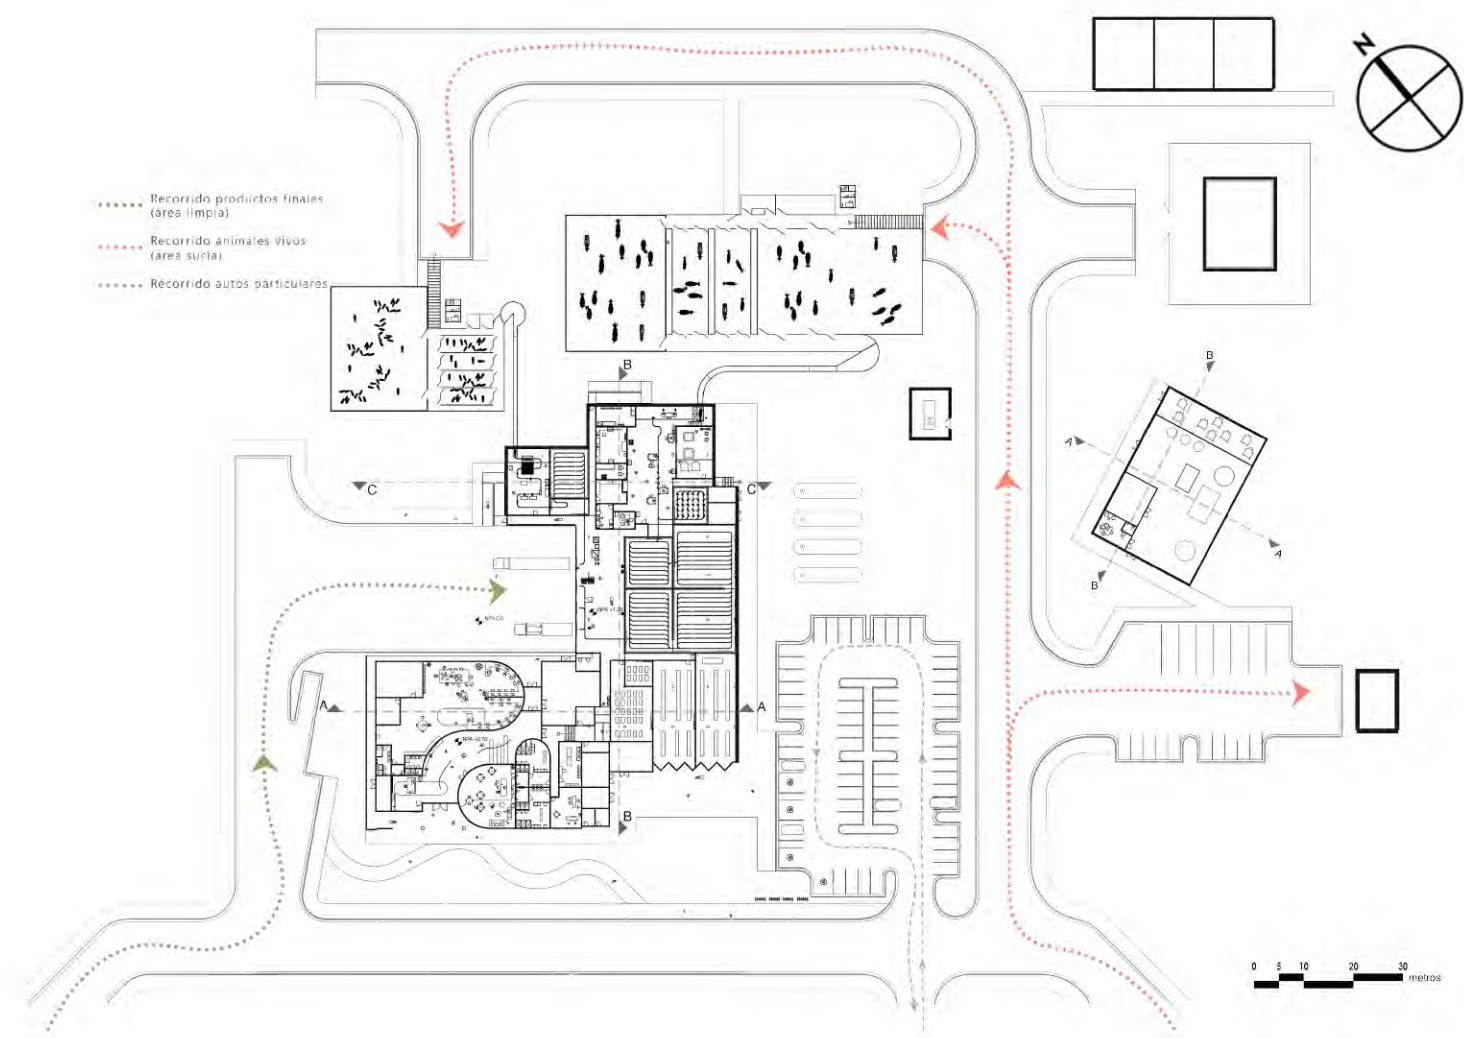 N
Recorrido productos finales
(área limpia)
Recorrido animales vivos
(área sucia)
Recorrido autos particulares
B
B
A
C
C
A
B
NPA
A
A
B
0 5 10 20 30
metros